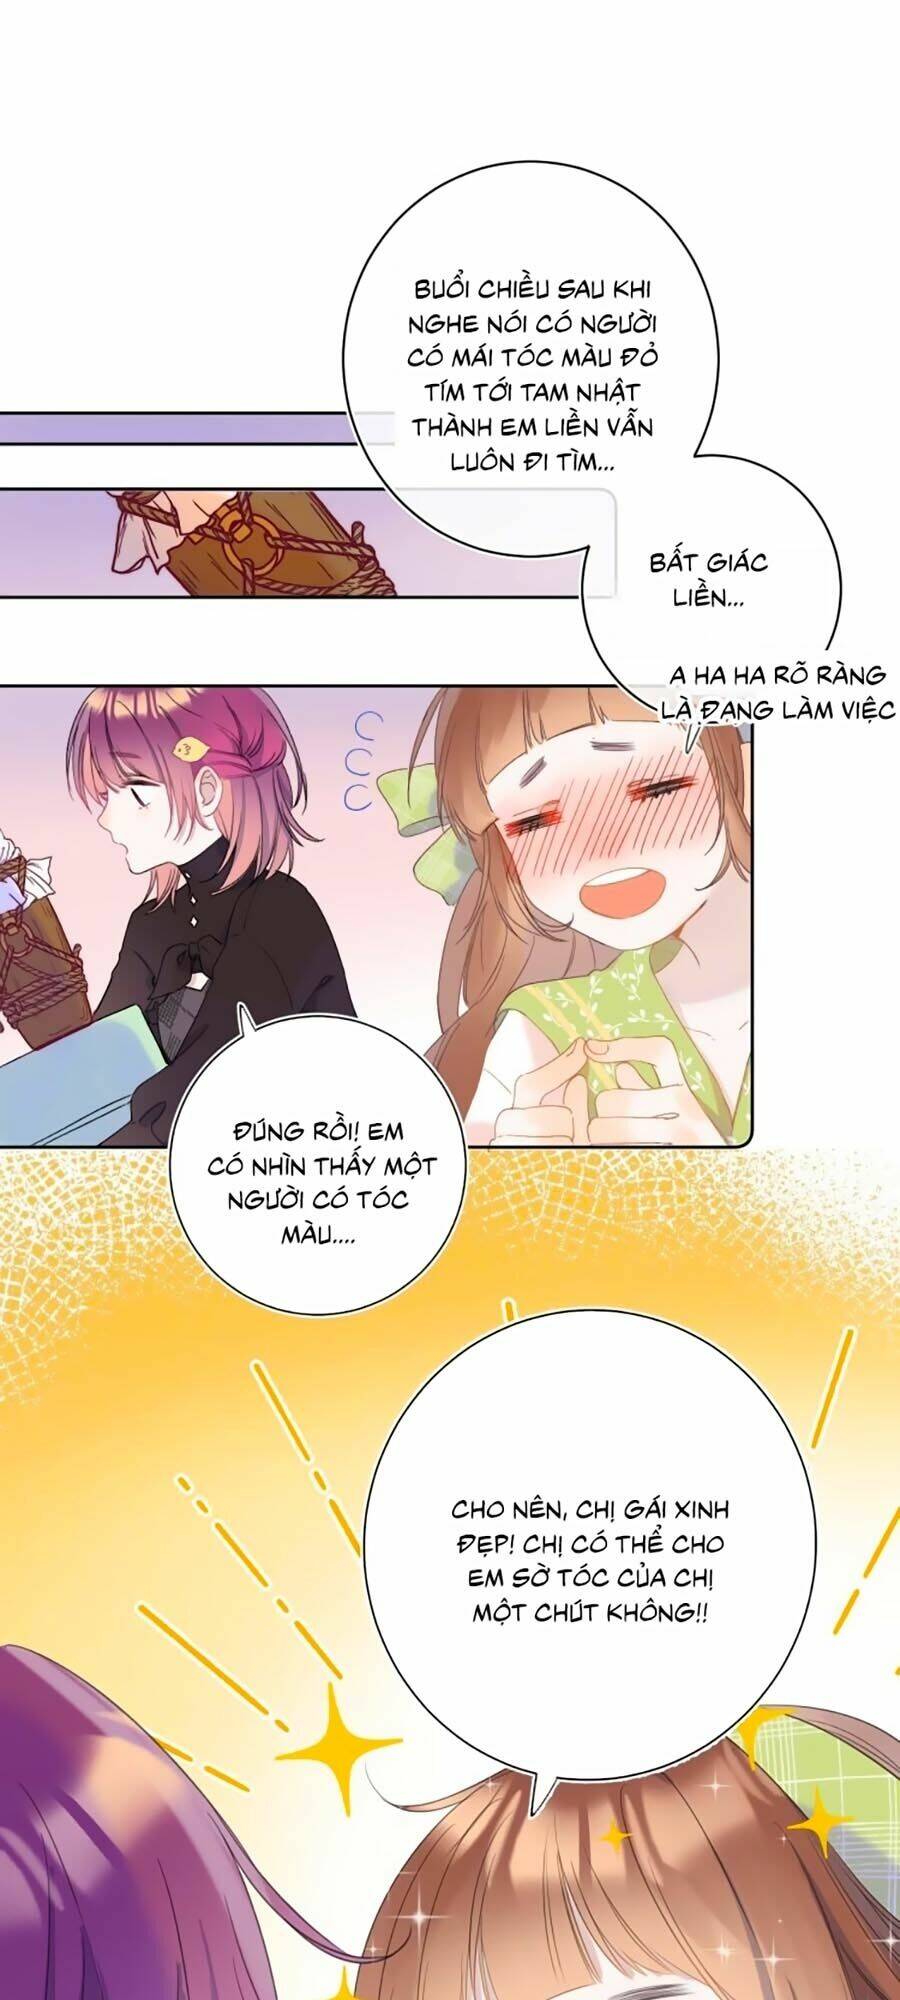 BUỔI CHIỀU SAU KHI
NGHE NÓI CÓ NGƯỜI
CÓ MÁI TÓC MÀU ĐỎ
TÍM TỚI TAM NHẬT
THÀNH EM LIỀN VẪN
LUÔN ĐI TÌM...
BẤT GIÁC
LIỀN...
A HA HA RÕ RÀNG
LÀ ĐANG LÀM VIỆC
ĐÚNG RỒI! EM
CÓ NHÌN THẤY MỘT
NGƯỜI CÓ TÓC
MÀU....
CHO NÊN, CHỊ GÁI XINH
ĐẸP! CHỊ CÓ THỂ CHO
EM SỜ TÓC CỦA CHỊ
MỘT CHÚT KHÔNG!!